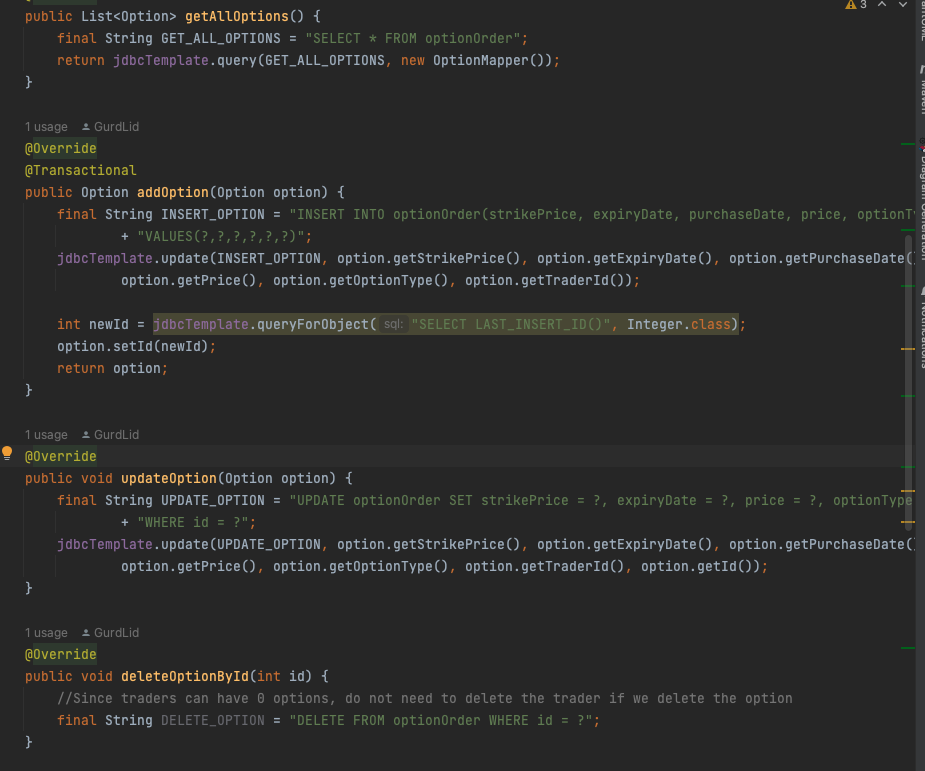 3
public List<Option> getAllOptions() {
final String GET_ALL_OPTIONS = "SELECT * FROM optionOrder";
return jdbcTemplate.query(GET_ALL_OPTIONS, new OptionMapper());
}
1 usage GurdLid
@Override
@Transactional
public Option addOption(Option option) {
final String INSERT_OPTION = "INSERT INTO optionOrder(strikePrice, expiryDate, purchaseDate, price,
+ "VALUES(?,?,?,?,?,?)";
jdbcTemplate.update(INSERT_OPTION, option.getStrikePrice(), option.getExpiryDate(), option.getPurchaseDate()
option.getPrice(), option.getOptionType(), option.getTraderId());
int newId = jdbcTemplate.queryForObject( sql: "SELECT LAST_INSERT_ID()", Integer.class);
option.setId(newId);
return option;
}
1 usage GurdLid
@Override
public void updateOption(Option option) {
final String UPDATE_OPTION = "UPDATE optionOrder SET strikePrice = ?, expiryDate = ?, price = ?, optionType
+ "WHERE id = ?";
jdbcTemplate.update(UPDATE_OPTION, option.getStrikePrice(), option.getExpiryDate(), option.getPurchaseDate()
option.getPrice(), option.getOptionType(), option.getTraderId(), option.getId());
}
1 usage GurdLid
@Override
public void deleteOptionById(int id) {
//Since traders can have 0 options, do not need to delete the trader if we delete the option
final String DELETE_OPTION = "DELETE FROM optionOrder WHERE id = ?";
}